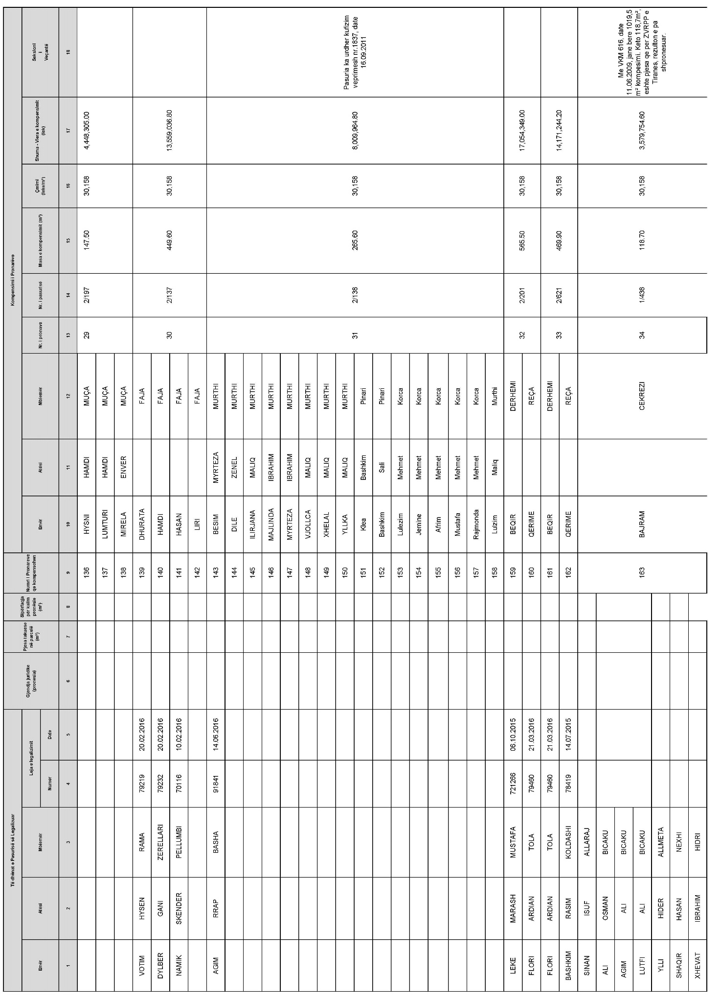 Të dhënat e Pasurisë së Legalizuar Kompensimi i Pronarëve
Emër Atësi Mbiemër Leja e legalizimit Gjendja juridike (pronësia) Pjesa takuese në parcelë (m²) Sipërfaqja për kalim pronësie (m²) Numri i Pronareve qe kompensohen Emër Atësi Mbiemër Nr. i pronave Nr. i pasurisë Masa e kompensimit (m²) Çmimi (leke/m²) Shuma - Vlera e kompensimit (lek) Seksioni i Veçantë
Numer Date
1 2 3 4 5 6 7 8 9 10 11 12 13 14 15 16 17 18
136 HYSNI HAMDI MUÇA 29 2/197 147.50 30,158 4,448,305.00
137 LUMTURI HAMDI MUÇA
138 MIRELA ENVER MUÇA
VOTIM HYSEN RAMA 79219 20.02.2016 139 DHURATA FAJA
DYLBER GANI ZERELLARI 79232 20.02.2016 140 HAMDI FAJA
30 2/137 449.60 30.158 13,559,036.80
NAMIK SKENDER PELLUMBI 70116 10.02.2016 141 HASAN FAJA
142 LIRI FAJA
AGIM RRAP BASHA 91841 14.06.2016 143 BESIM MYRTEZA MURTHI
144 DILE ZENEL MURTHI
145 ILIRJANA MALIQ MURTHI
146 MAJLINDA IBRAHIM MURTHI
147 MYRTEZA IBRAHIM MURTHI
148 VJOLLCA MALIQ MURTHI
149 XHELAL MALIQ MURTHI
150 YLLKA MALIQ MURTHI
31 2/138 265.60 30,158 8,009,964.80
Pasuria ka urdher kufizim
veprimesh nr.1837, date
16.09.2011
151 Klea Bashkim Pinari
152 Bashkim Sali Pinari
153 Lulezim Mehmet Korca
154 Jemine Mehmet Korca
155 Afrim Mehmet Korca
156 Mustafa Mehmet Korca
157 Rajmonda Mehmet Korca
158 Lulzim Maliq Murthi
LEKE MARASH MUSTAFA 721266 06.10.2015 159 BEQIR DERHEMI
32 2/201 565.50 30,158 17,054,349.00
FLORI ARDIAN TOLA 79460 21.03.2016 160 QERIME REÇA
FLORI ARDIAN TOLA 79460 21.03.2016 161 BEQIR DERHEMI
33 2/621 469.90 30,158 14,171,244.20
BASHKIM RASIM KOLDASHI 78419 14.07.2015 162 QERIME REÇA
SINAN ISUF ALLARAJ
ALI OSMAN BICAKU
AGIM ALI BICAKU
LUTFI ALI BICAKU 163 BAJRAM CEKREZI 34 1/438 118.70 30,158 3,579,754.60
Me VKM 616, date
11.06.2009, jane bere 1019,5
m² kompesimi. Keto 118,7m²,
eshte pjesa qe per ZVRPP e
Tiranes, rezulton e pa
shpronesuar.
YLLI HIDER ALLMETA
SHAQIR HASAN NEXHI
XHEVAT IBRAHIM HIDRI